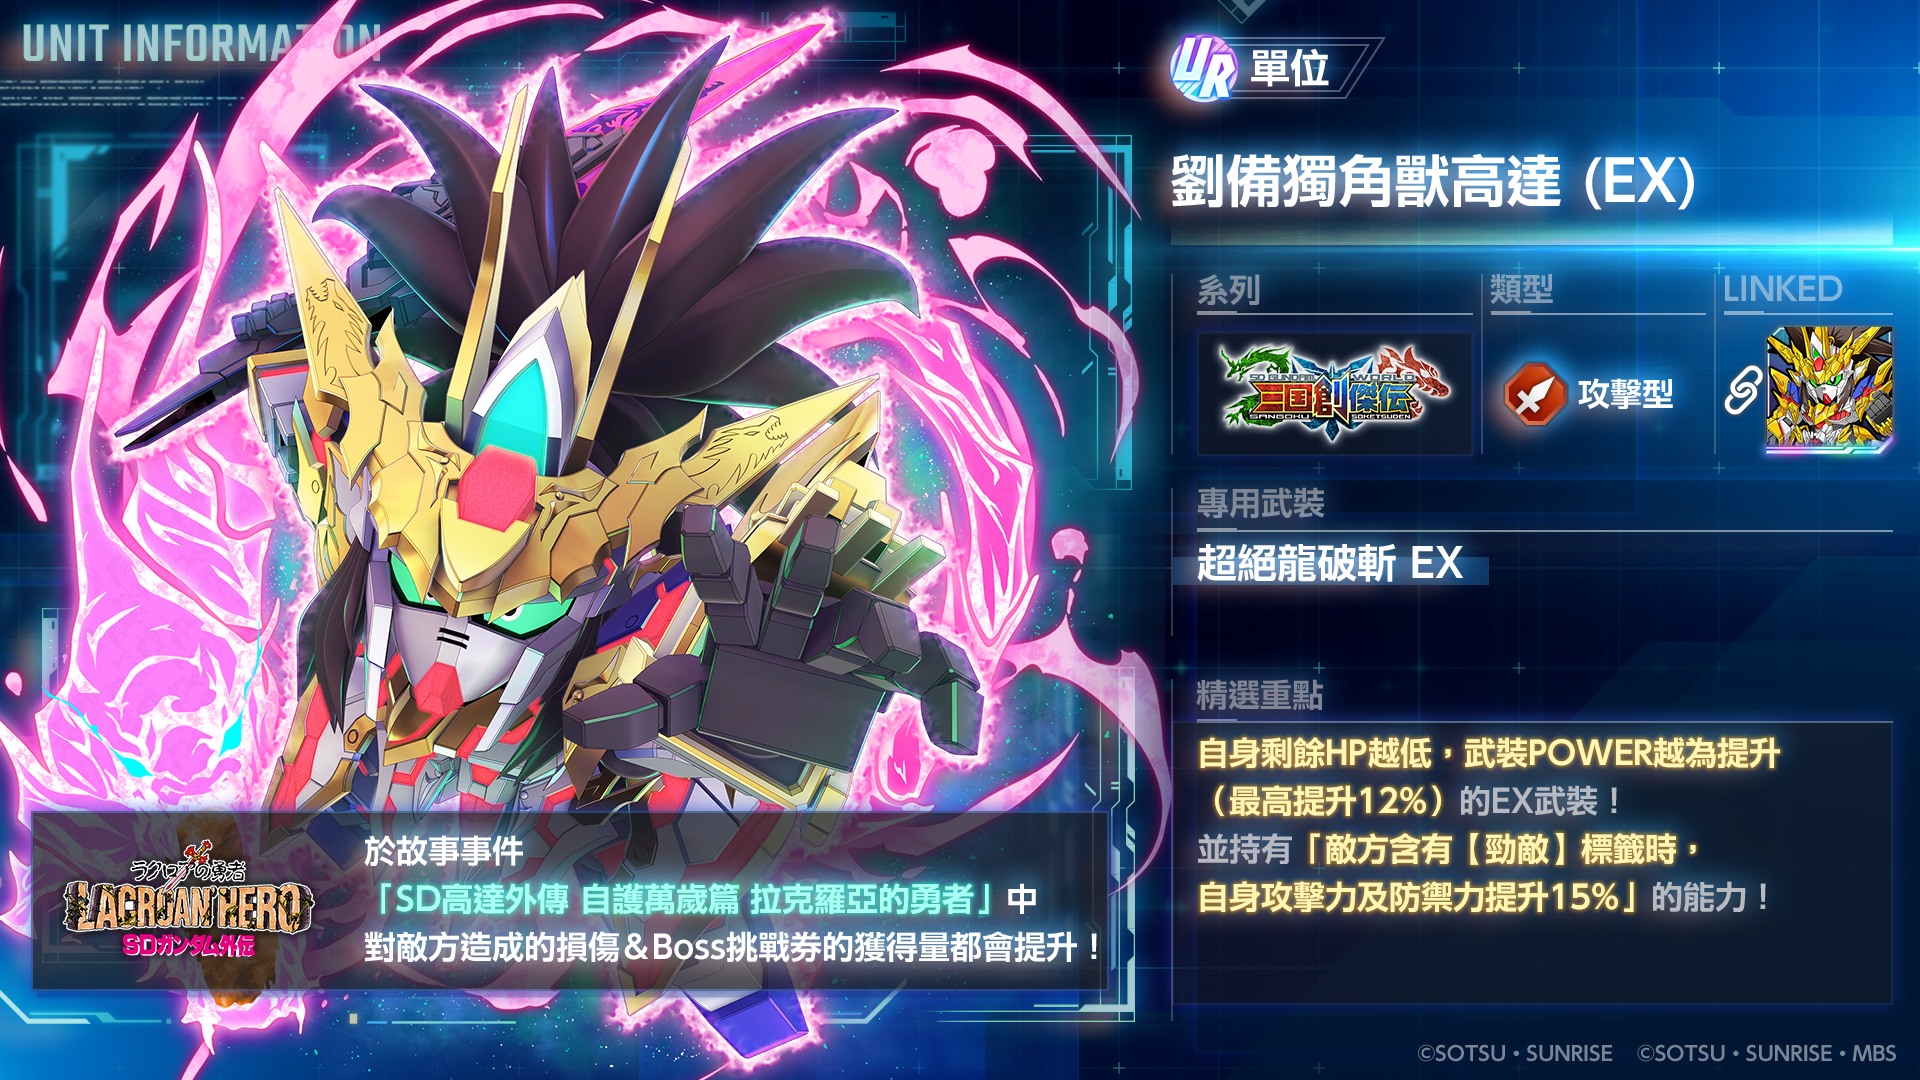 UNIT INFORMATION
UR 單位
劉備獨角獸高達 (EX)
系列
類型
LINKED
SD GUNDAM WORLD
三国創傑伝
SANGOKU SOKETSUDEN
攻擊型
專用武裝
超絕龍破斬 EX
精選重點
自身剩餘HP越低，武裝POWER越為提升
（最高提升12%）的EX武裝！
並持有「敵方含有【勁敵】標籤時，
自身攻擊力及防禦力提升15%」的能力！
ラクロアの勇者
LACROAN HERO
SDガンダム外伝
於故事事件
「SD高達外傳 自護萬歲篇 拉克羅亞的勇者」中
對敵方造成的損傷＆Boss挑戰券的獲得量都會提升！
©SOTSU・SUNRISE ©SOTSU・SUNRISE・MBS